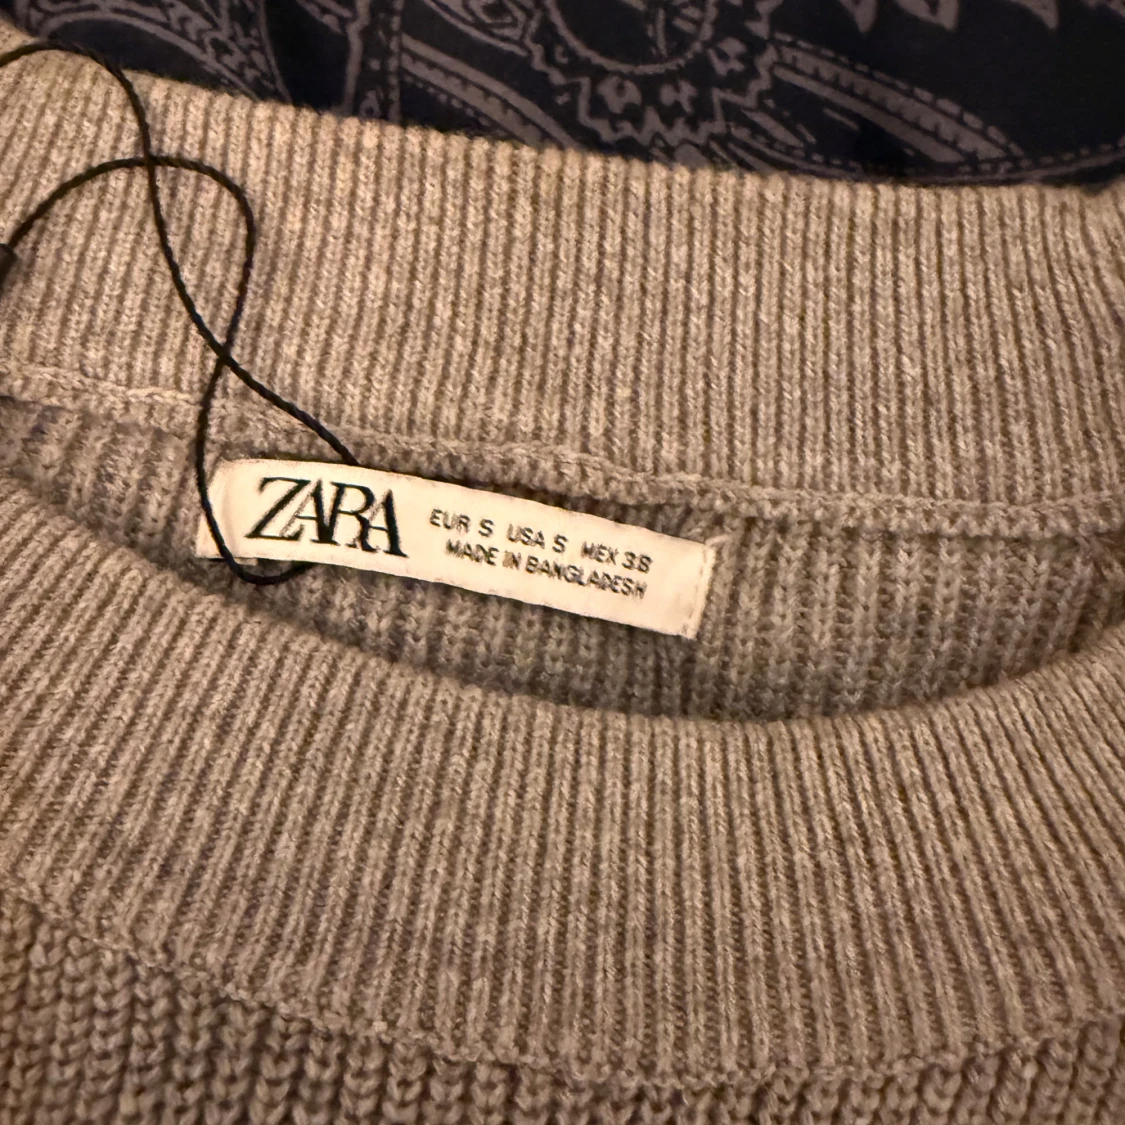 ZARA
EUR S USA S MEX 38
MADE IN BANGLADESH